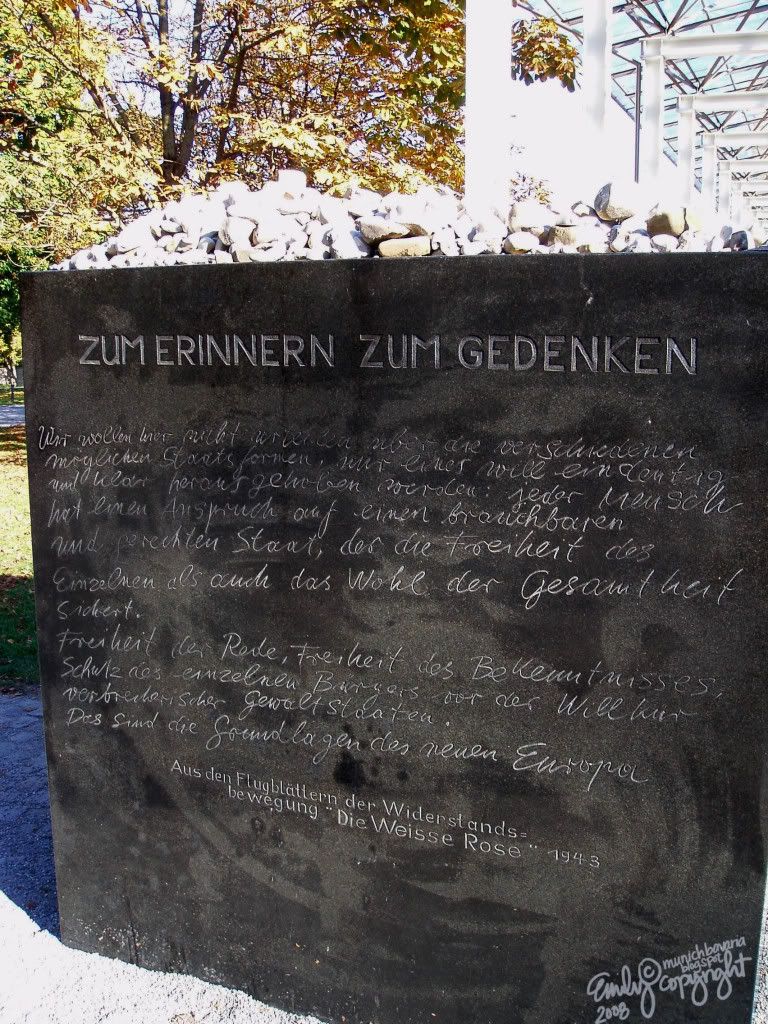 ZUM ERINNERN ZUM GEDENKEN
Wir wollen hier nicht urteilen über die verschiedenen
möglichen Staatsformen, nur eines will eindeutig
und klar herausgehoben werden: jeder Mensch
hat einen Anspruch auf einen brauchbaren
und gerechten Staat, der die Freiheit des
Einzelnen als auch das Wohl der Gesamtheit
sichert.
Freiheit der Rede, Freiheit des Bekenntnisses,
Schutz des einzelnen Bürgers vor der Willkür
verbrecherischer Gewaltstaaten.
Das sind die Grundlagen des neuen Europa
Aus den Flugblättern der Widerstands=
bewegung "Die Weisse Rose" 1943
Emily © munichbavaria
blogspot
2008 copyright